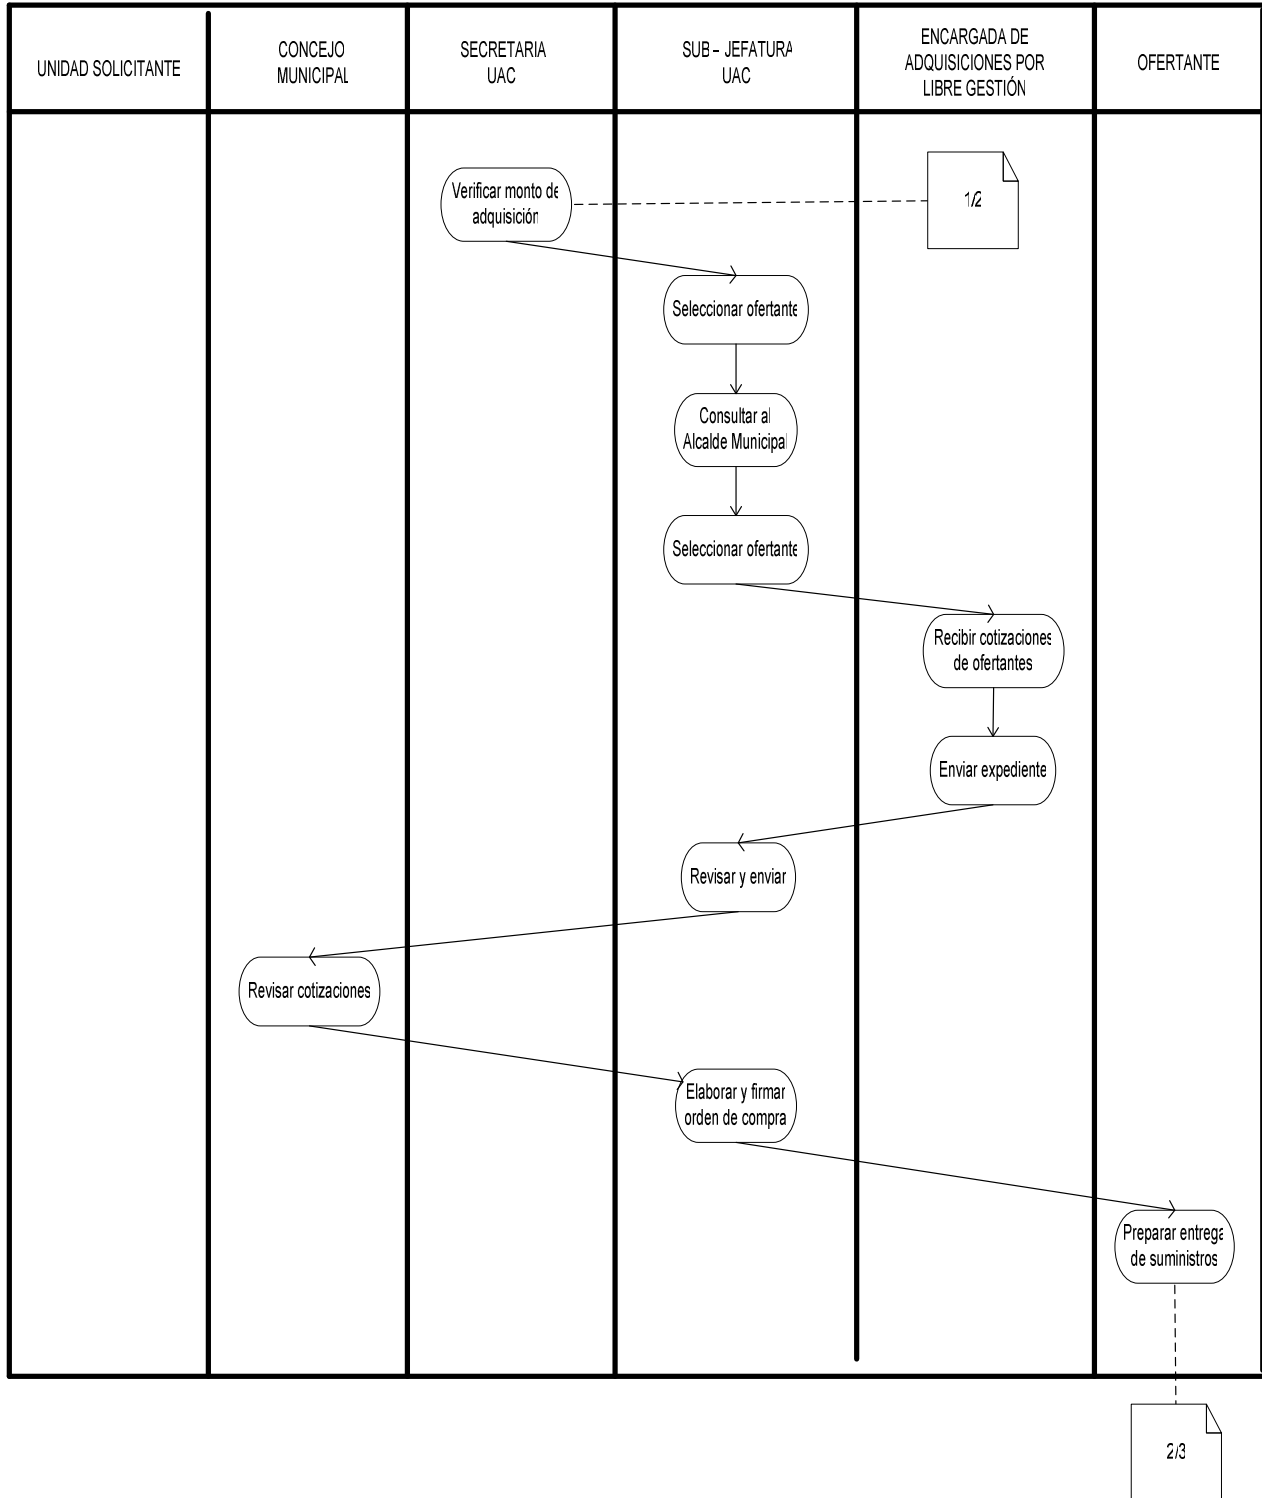 UNIDAD SOLICITANTE
CONCEJO
MUNICIPAL
SECRETARIA
UAC
SUB – JEFATURA
UAC
ENCARGADA DE
ADQUISICIONES POR
LIBRE GESTIÓN
OFERTANTE
Verificar monto de
adquisición
1/2
Seleccionar ofertante
Consultar al
Alcalde Municipal
Seleccionar ofertante
Recibir cotizaciones
de ofertantes
Enviar expediente
Revisar y enviar
Revisar cotizaciones
Elaborar y firmar
orden de compra
Preparar entrega
de suministros
2/3